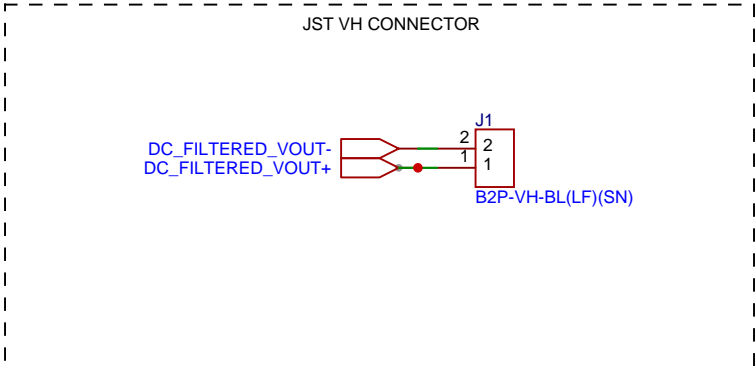 JST VH CONNECTOR
J1
DC_FILTERED_VOUT- 2 2
DC_FILTERED_VOUT+ 1 1
B2P-VH-BL(LF)(SN)